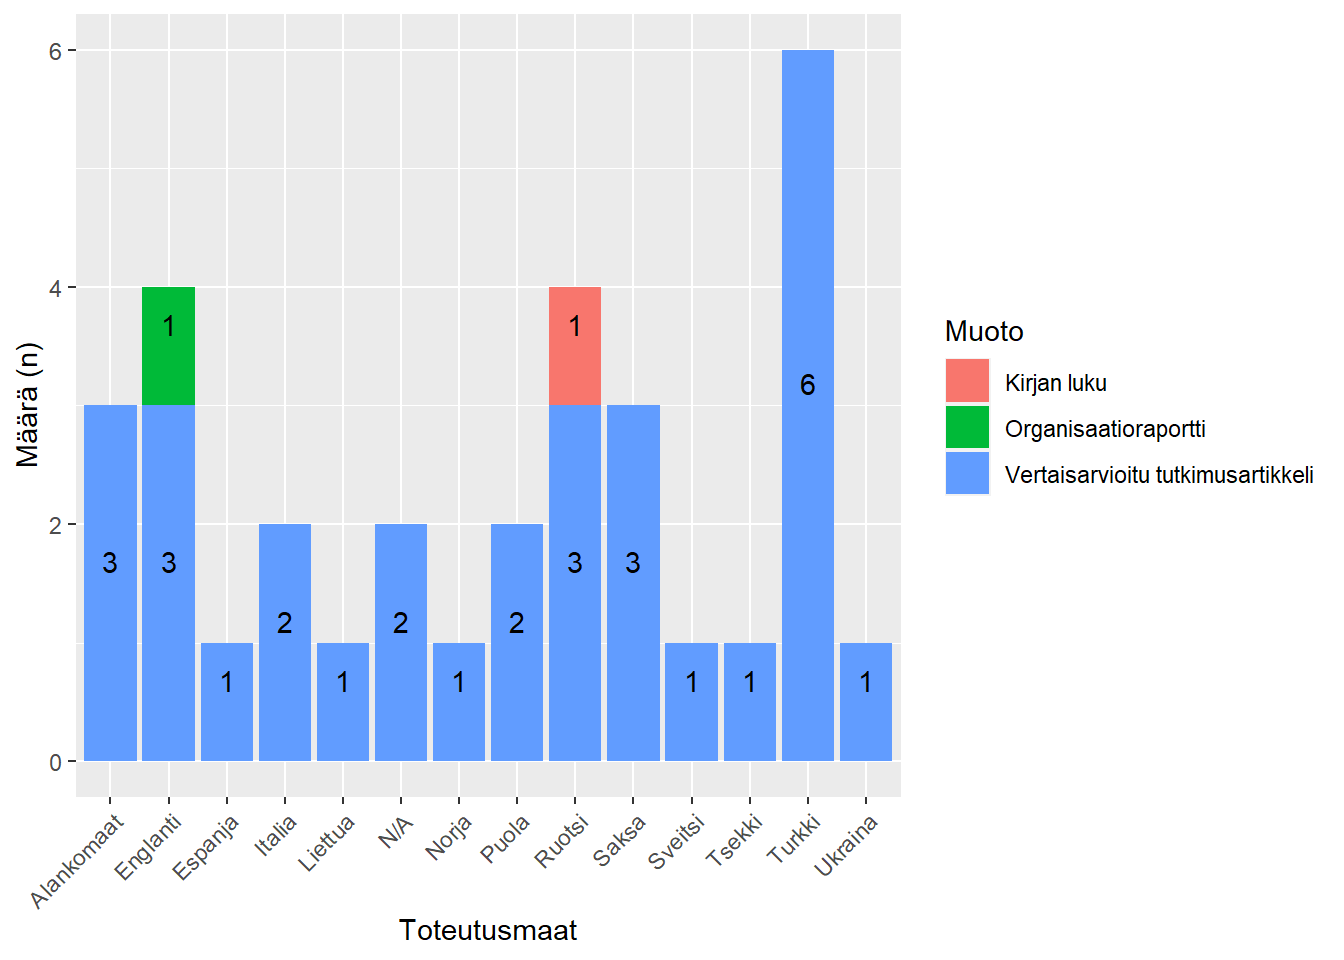 6
4
2
0
Määrä (n)
1
1
6
3
3
3
3
2
2
2
1
1
1
1
1
1
Alankomaat
Englanti
Espanja
Italia
Liettua
N/A
Norja
Puola
Ruotsi
Saksa
Sveitsi
Tsekki
Turkki
Ukraina
Toteutusmaat
Muoto
Kirjan luku
Organisaatioraportti
Vertaisarvioitu tutkimusartikkeli